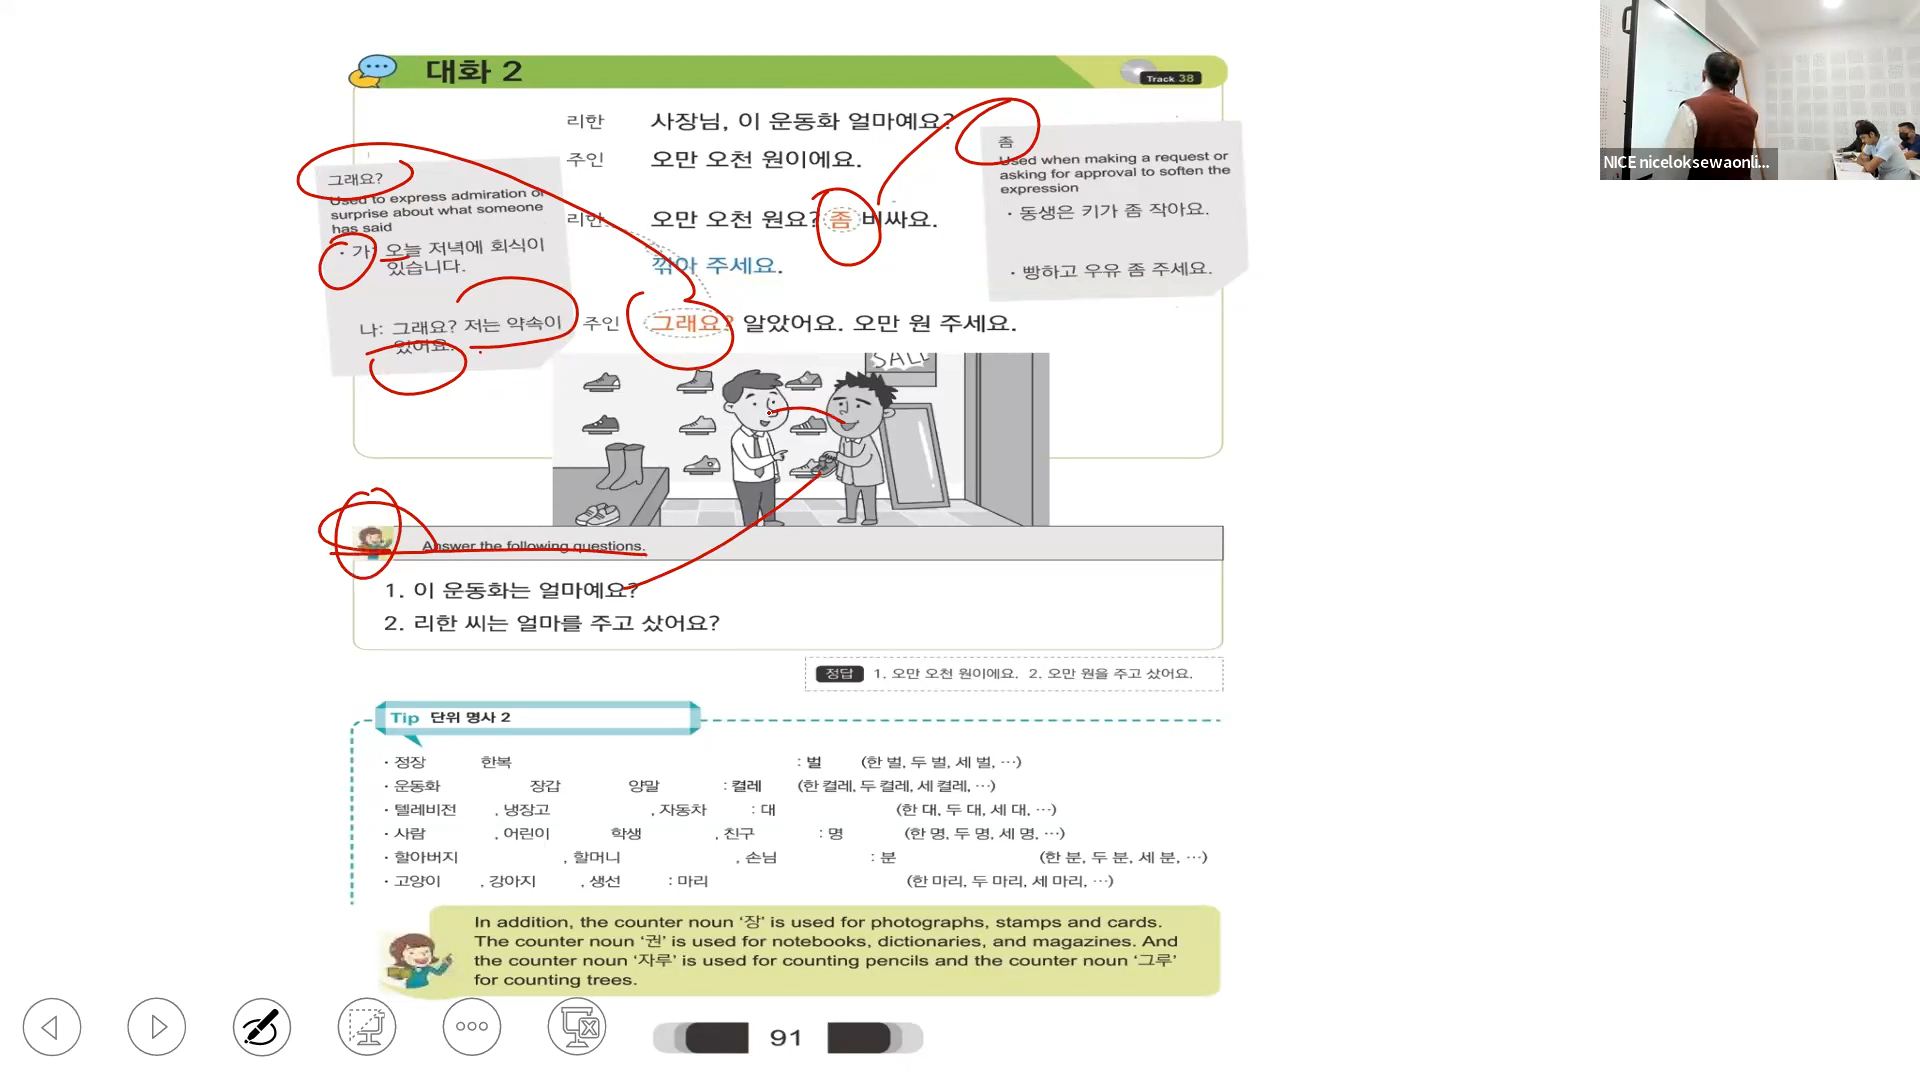 대화 2
Track 38
리한 사장님, 이 운동화 얼마예요?
주인 오만 오천 원이에요.
리한 오만 오천 원요? 좀 비싸요.
깎아 주세요.
주인 그래요? 알았어요. 오만 원 주세요.
그래요?
Used to express admiration or
surprise about what someone
has said
· 가: 오늘 저녁에 회식이
있습니다.
나: 그래요? 저는 약속이
있어요.
좀
Used when making a request or
asking for approval to soften the
expression
· 동생은 키가 좀 작아요.
· 빵하고 우유 좀 주세요.
SALE
Answer the following questions.
1. 이 운동화는 얼마예요?
2. 리한 씨는 얼마를 주고 샀어요?
정답 1. 오만 오천 원이에요. 2. 오만 원을 주고 샀어요.
Tip 단위 명사 2
· 정장 한복 : 벌 (한 벌, 두 벌, 세 벌, ···)
· 운동화 장갑 양말 : 켤레 (한 켤레, 두 켤레, 세 켤레, ···)
· 텔레비전 , 냉장고 , 자동차 : 대 (한 대, 두 대, 세 대, ···)
· 사람 , 어린이 학생 , 친구 : 명 (한 명, 두 명, 세 명, ···)
· 할아버지 , 할머니 , 손님 : 분 (한 분, 두 분, 세 분, ···)
· 고양이 , 강아지 , 생선 : 마리 (한 마리, 두 마리, 세 마리, ···)
In addition, the counter noun ‘장’ is used for photographs, stamps and cards.
The counter noun ‘권’ is used for notebooks, dictionaries, and magazines. And
the counter noun ‘자루’ is used for counting pencils and the counter noun ‘그루’
for counting trees.
91
NICE niceloksewaonli...